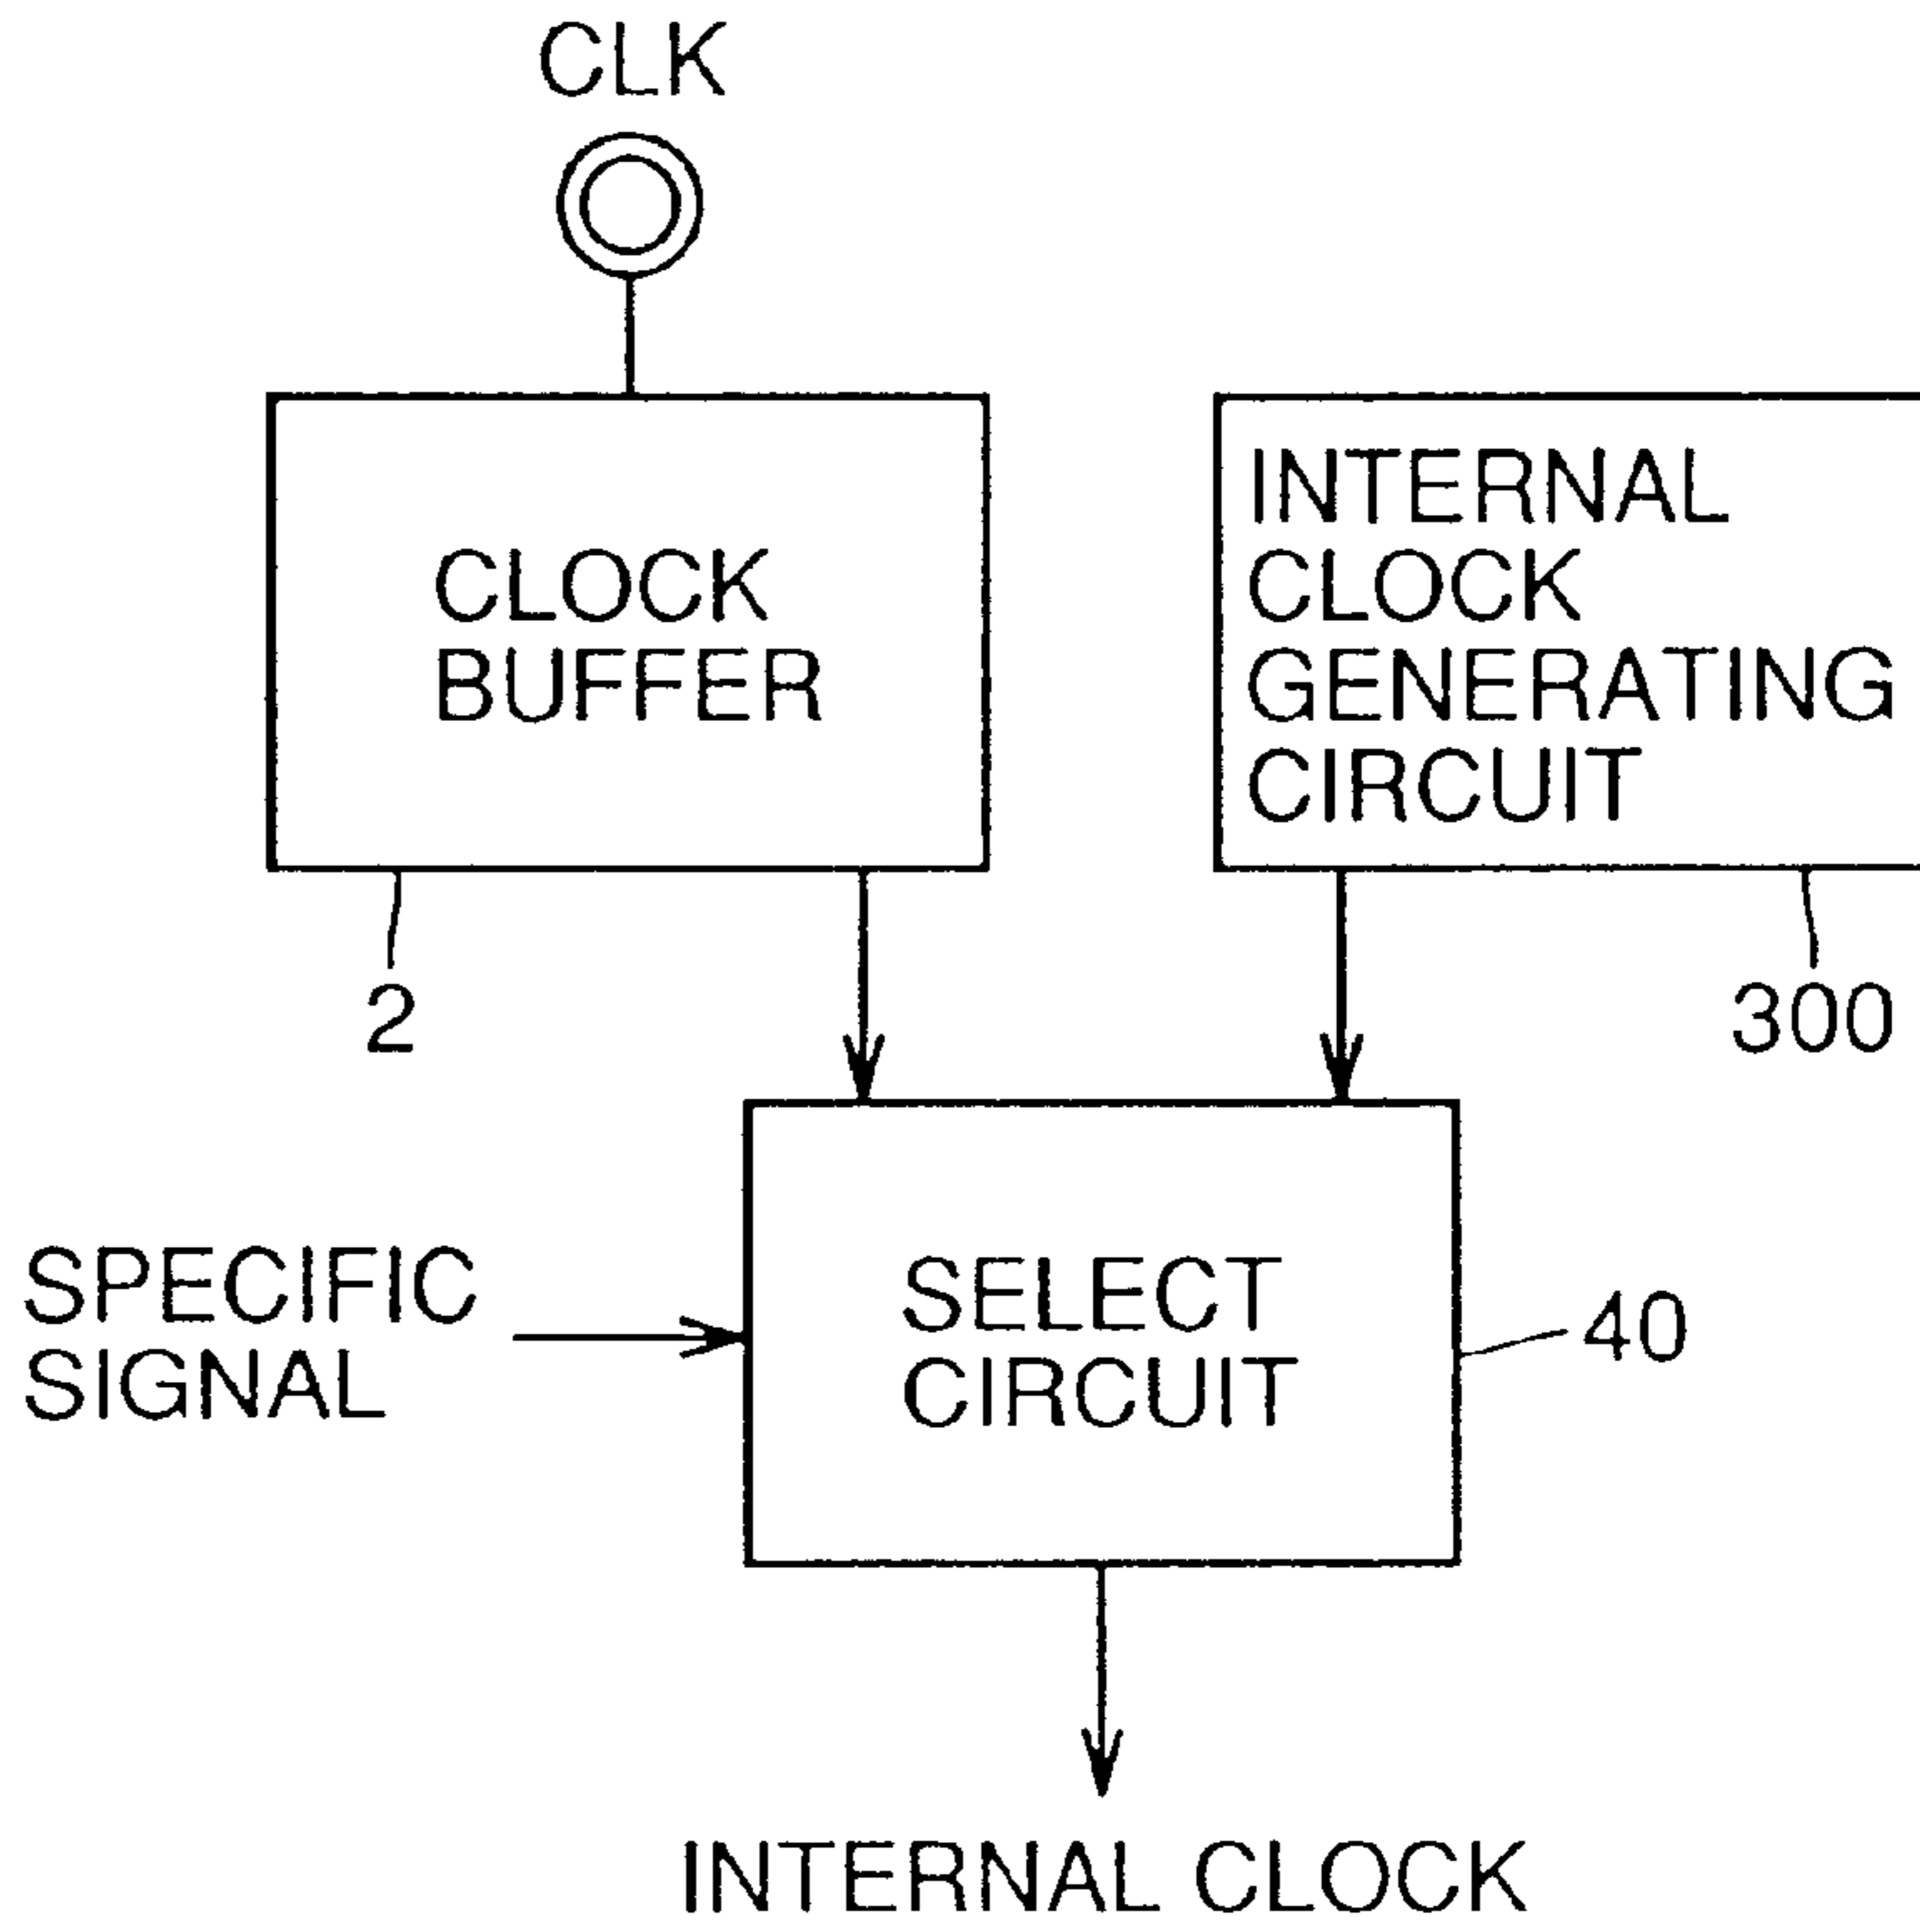 CLK
CLOCK
BUFFER
INTERNAL
CLOCK
GENERATING
CIRCUIT
2
300
SPECIFIC
SIGNAL
SELECT
CIRCUIT
40
INTERNAL CLOCK